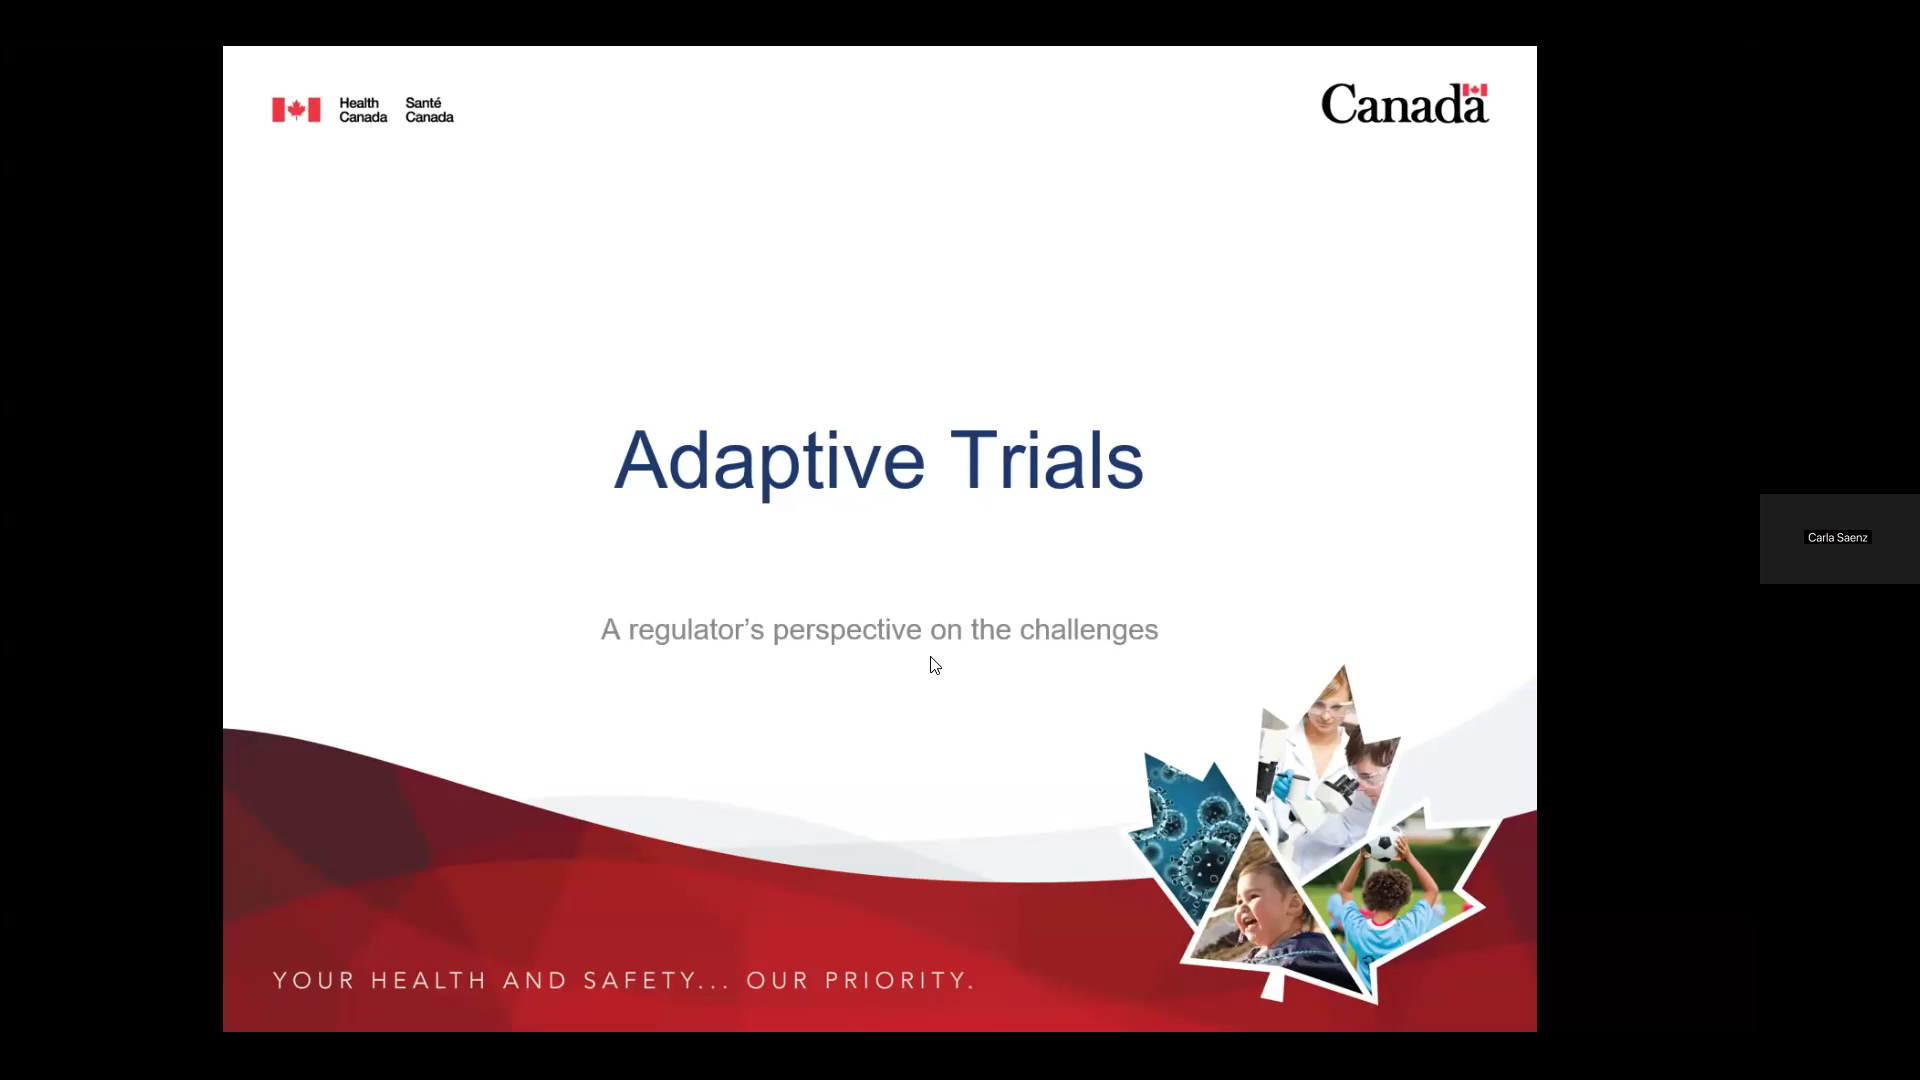 Health Canada
Santé Canada
Canada
Adaptive Trials
A regulator’s perspective on the challenges
Carla Saenz
YOUR HEALTH AND SAFETY... OUR PRIORITY.